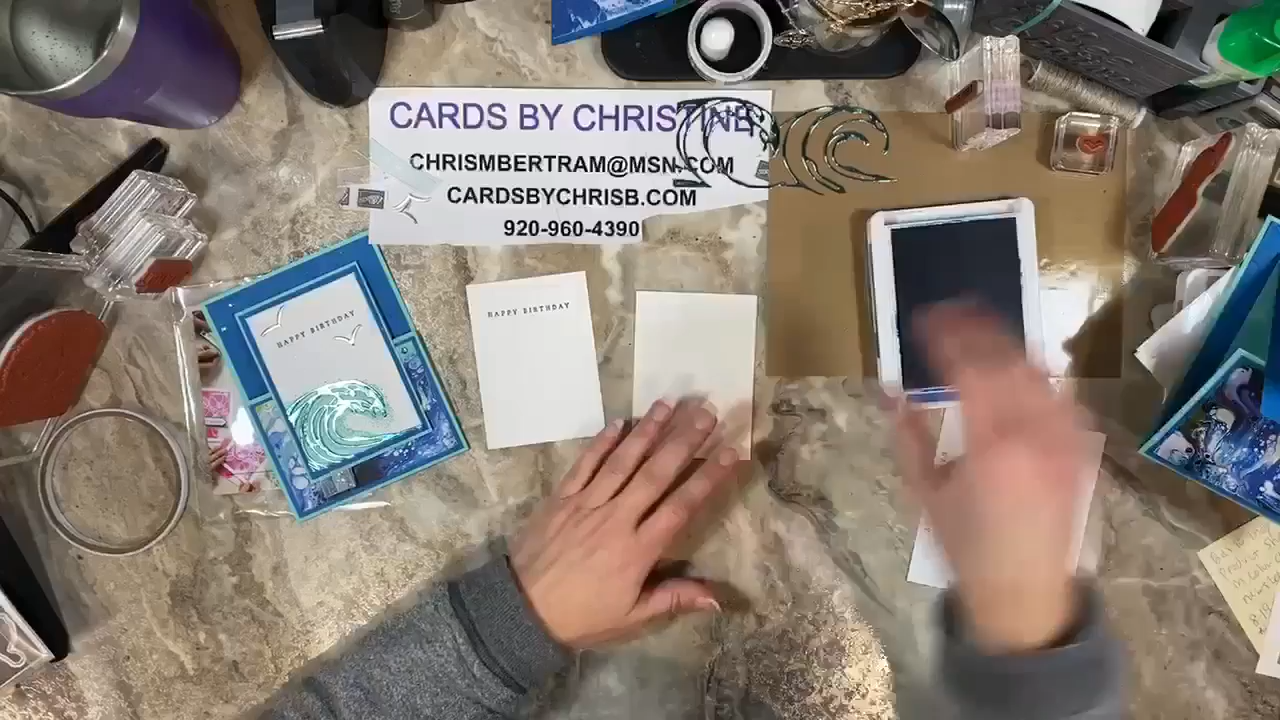 CARDS BY CHRISTINE
CHRISMBERTRAM@MSN.COM
CARDSBYCHRISB.COM
920-960-4390
HAPPY BIRTHDAY
HAPPY BIRTHDAY